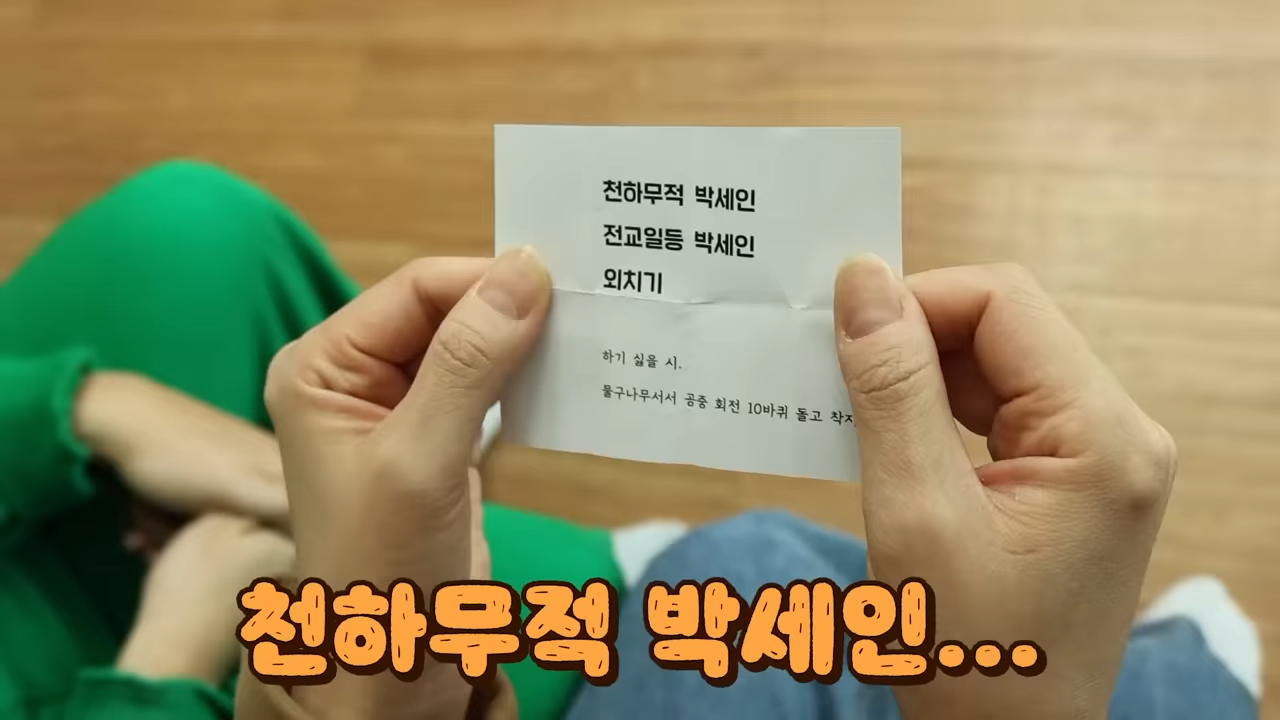 천하무적 박세인
전교일등 박세인
외치기
하기 싫을 시.
물구나무서서 공중 회전 10바퀴 돌고
천하무적 박세인...